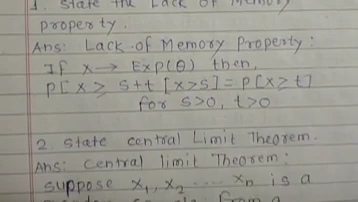 1. State the Lack of Memory
property.
Ans: Lack of Memory Property:
If x → Exp(θ) then,
P[x ≥ s+t [x>s] = P[x ≥ t]
for s>0, t>0
2. State central Limit Theorem.
Ans: Central limit Theorem:
suppose x₁, x₂ ..... xn is a
from a